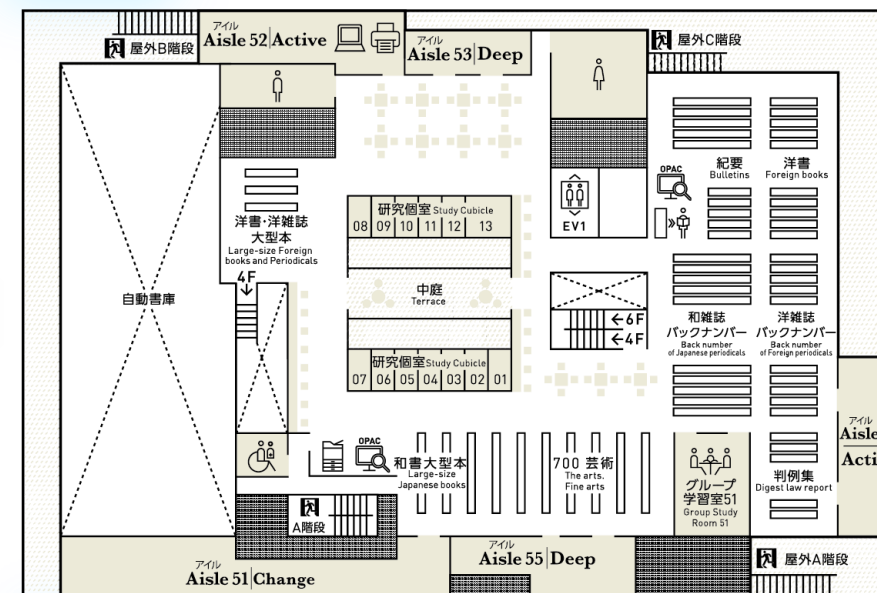 アイル
Aisle 52|Active
屋外B階段
アイル
Aisle 53|Deep
屋外C階段
OPAC
紀要
Bulletins
洋書
Foreign books
研究個室 Study Cubicle
08 09 10 11 12 13
EV1
洋書・洋雑誌
大型本
Large-size Foreign
books and Periodicals
4F
自動書庫
中庭
Terrace
←6F
←4F
和雑誌
バックナンバー
Back number
of Japanese periodicals
洋雑誌
バックナンバー
Back number
of Foreign periodicals
研究個室 Study Cubicle
07 06 05 04 03 02 01
アイル
Aisle
Acti
OPAC
和書大型本
Large-size
Japanese books
700 芸術
The arts.
Fine arts
グループ
学習室51
Group Study
Room 51
判例集
Digest law report
A階段
アイル
Aisle 51|Change
アイル
Aisle 55|Deep
屋外A階段